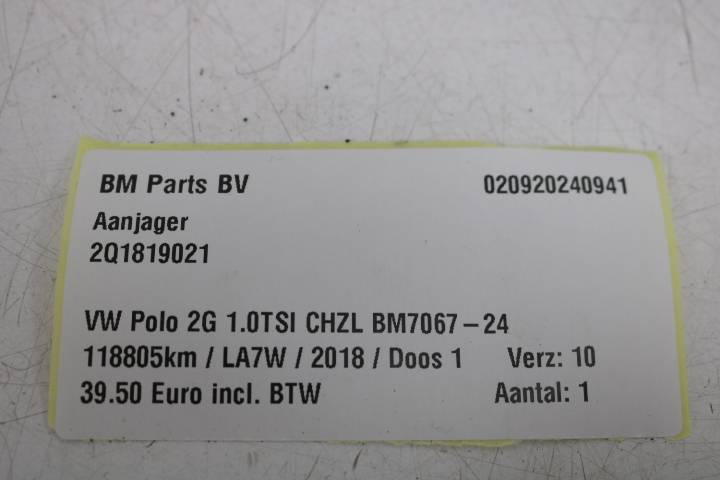 BM Parts BV 020920240941
Aanjager
2Q1819021
VW Polo 2G 1.0TSI CHZL BM7067-24
118805km / LA7W / 2018 / Doos 1 Verz: 10
39.50 Euro incl. BTW Aantal: 1